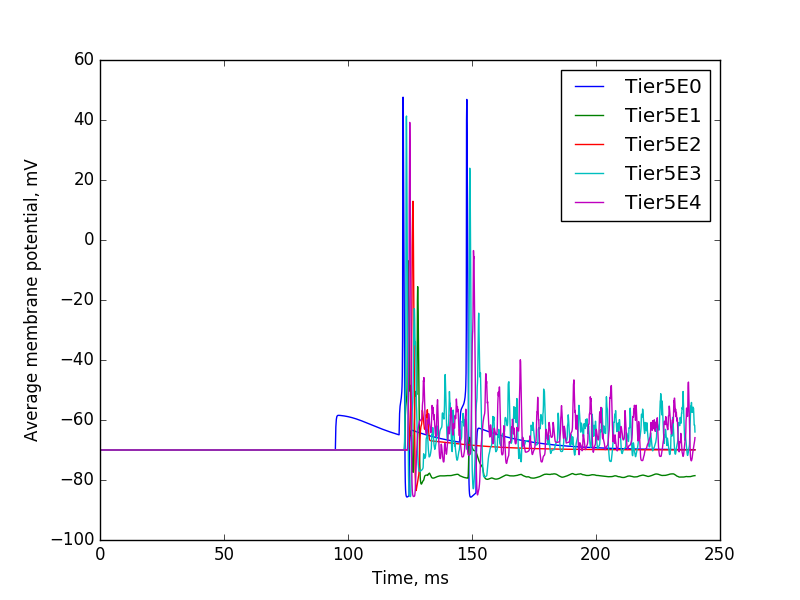 60
40
20
0
−20
−40
−60
−80
−100
Average membrane potential, mV
0
50
100
150
200
250
Time, ms
Tier5E0
Tier5E1
Tier5E2
Tier5E3
Tier5E4